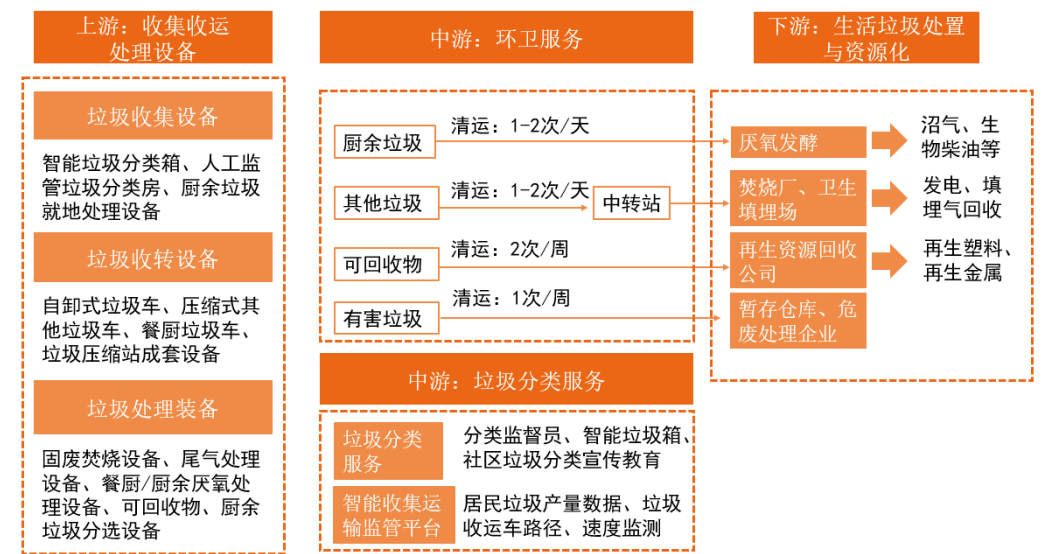 上游：收集收运
处理设备
垃圾收集设备
智能垃圾分类箱、人工监
管垃圾分类房、厨余垃圾
就地处理设备
垃圾收转设备
自卸式垃圾车、压缩式其
他垃圾车、餐厨垃圾车、
垃圾压缩站成套设备
垃圾处理装备
固废焚烧设备、尾气处理
设备、餐厨/厨余厌氧处
理设备、可回收物、厨余
垃圾分选设备
中游：环卫服务
厨余垃圾
清运：1-2次/天
其他垃圾
清运：1-2次/天
中转站
可回收物
清运：2次/周
有害垃圾
清运：1次/周
中游：垃圾分类服务
垃圾分类
服务
分类监督员、智能垃圾箱、
社区垃圾分类宣传教育
智能收集运
输监管平台
居民垃圾产量数据、垃圾
收运车路径、速度监测
下游：生活垃圾处置
与资源化
厌氧发酵
沼气、生
物柴油等
焚烧厂、卫生
填埋场
发电、填
埋气回收
再生资源回收
公司
再生塑料、
再生金属
暂存仓库、危
废处理企业